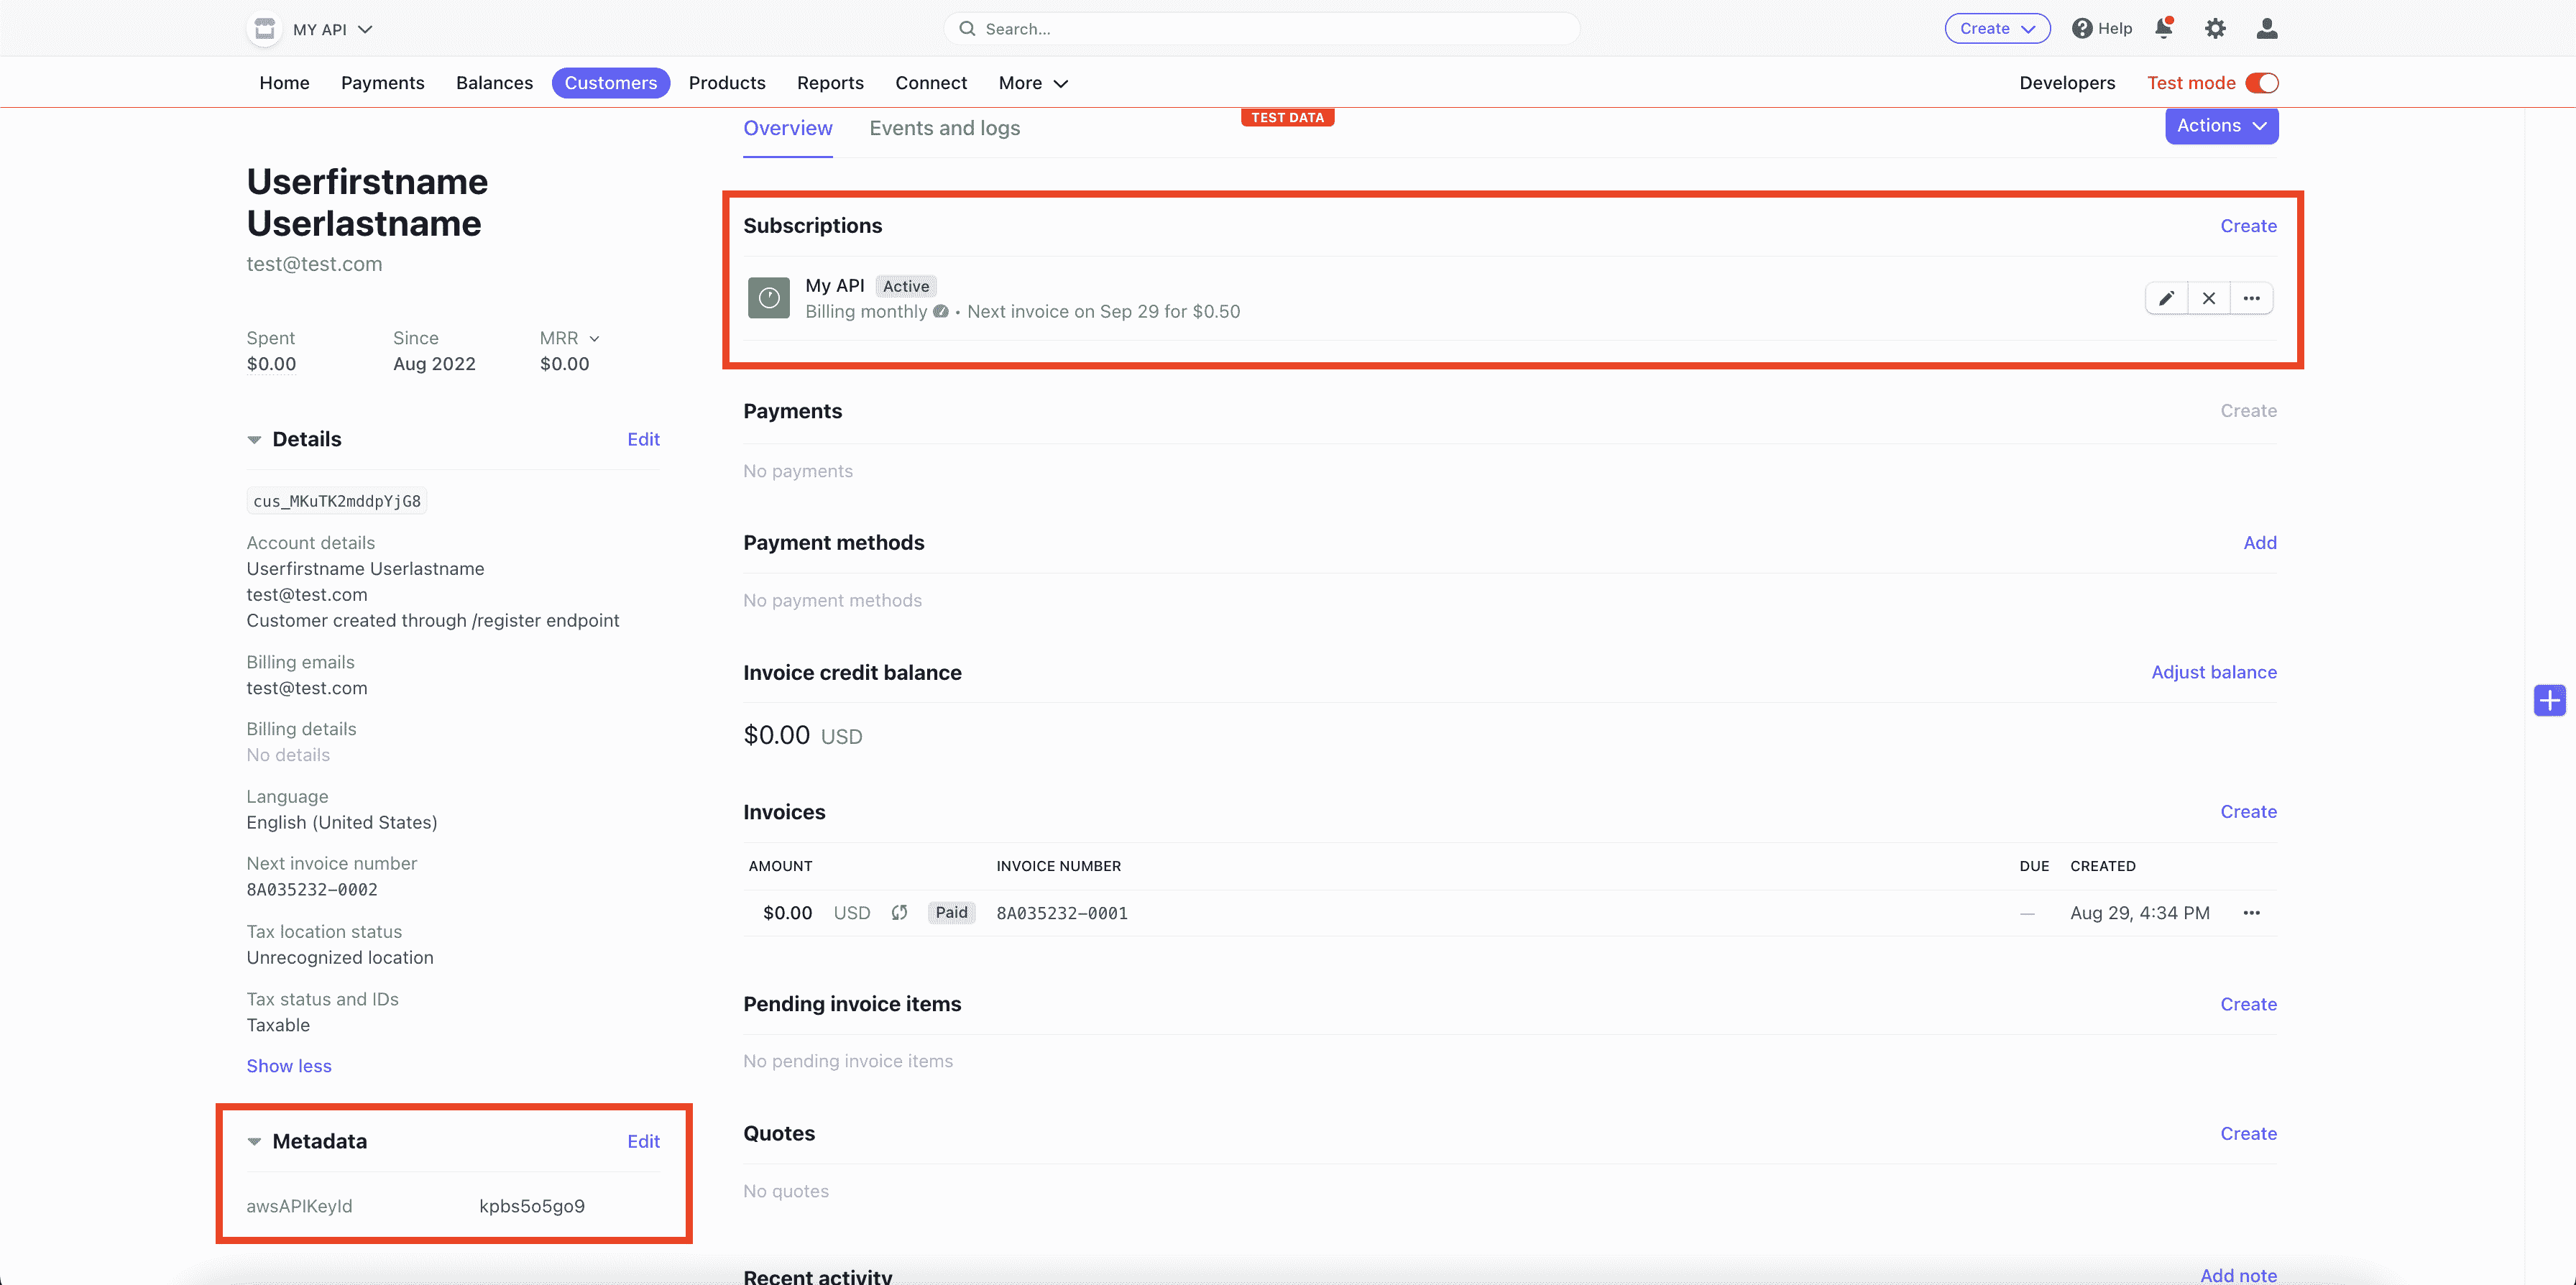 MY API
Search...
Create
Help
Home
Payments
Balances
Customers
Products
Reports
Connect
More
Developers
Test mode
TEST DATA
Userfirstname
Userlastname
test@test.com
Spent
Since
MRR
$0.00
Aug 2022
$0.00
Details
Edit
cus_MKuTK2mddpYjG8
Account details
Userfirstname Userlastname
test@test.com
Customer created through /register endpoint
Billing emails
test@test.com
Billing details
No details
Language
English (United States)
Next invoice number
8A035232-0002
Tax location status
Unrecognized location
Tax status and IDs
Taxable
Show less
Metadata
Edit
awsAPIKeyId
kpbs5o5go9
Overview
Events and logs
Actions
Subscriptions
Create
My API
Active
Billing monthly • Next invoice on Sep 29 for $0.50
Payments
Create
No payments
Payment methods
Add
No payment methods
Invoice credit balance
Adjust balance
$0.00 USD
Invoices
Create
AMOUNT
INVOICE NUMBER
DUE
CREATED
$0.00 USD
Paid
8A035232-0001
—
Aug 29, 4:34 PM
Pending invoice items
Create
No pending invoice items
Quotes
Create
No quotes
Recent activity
Add note